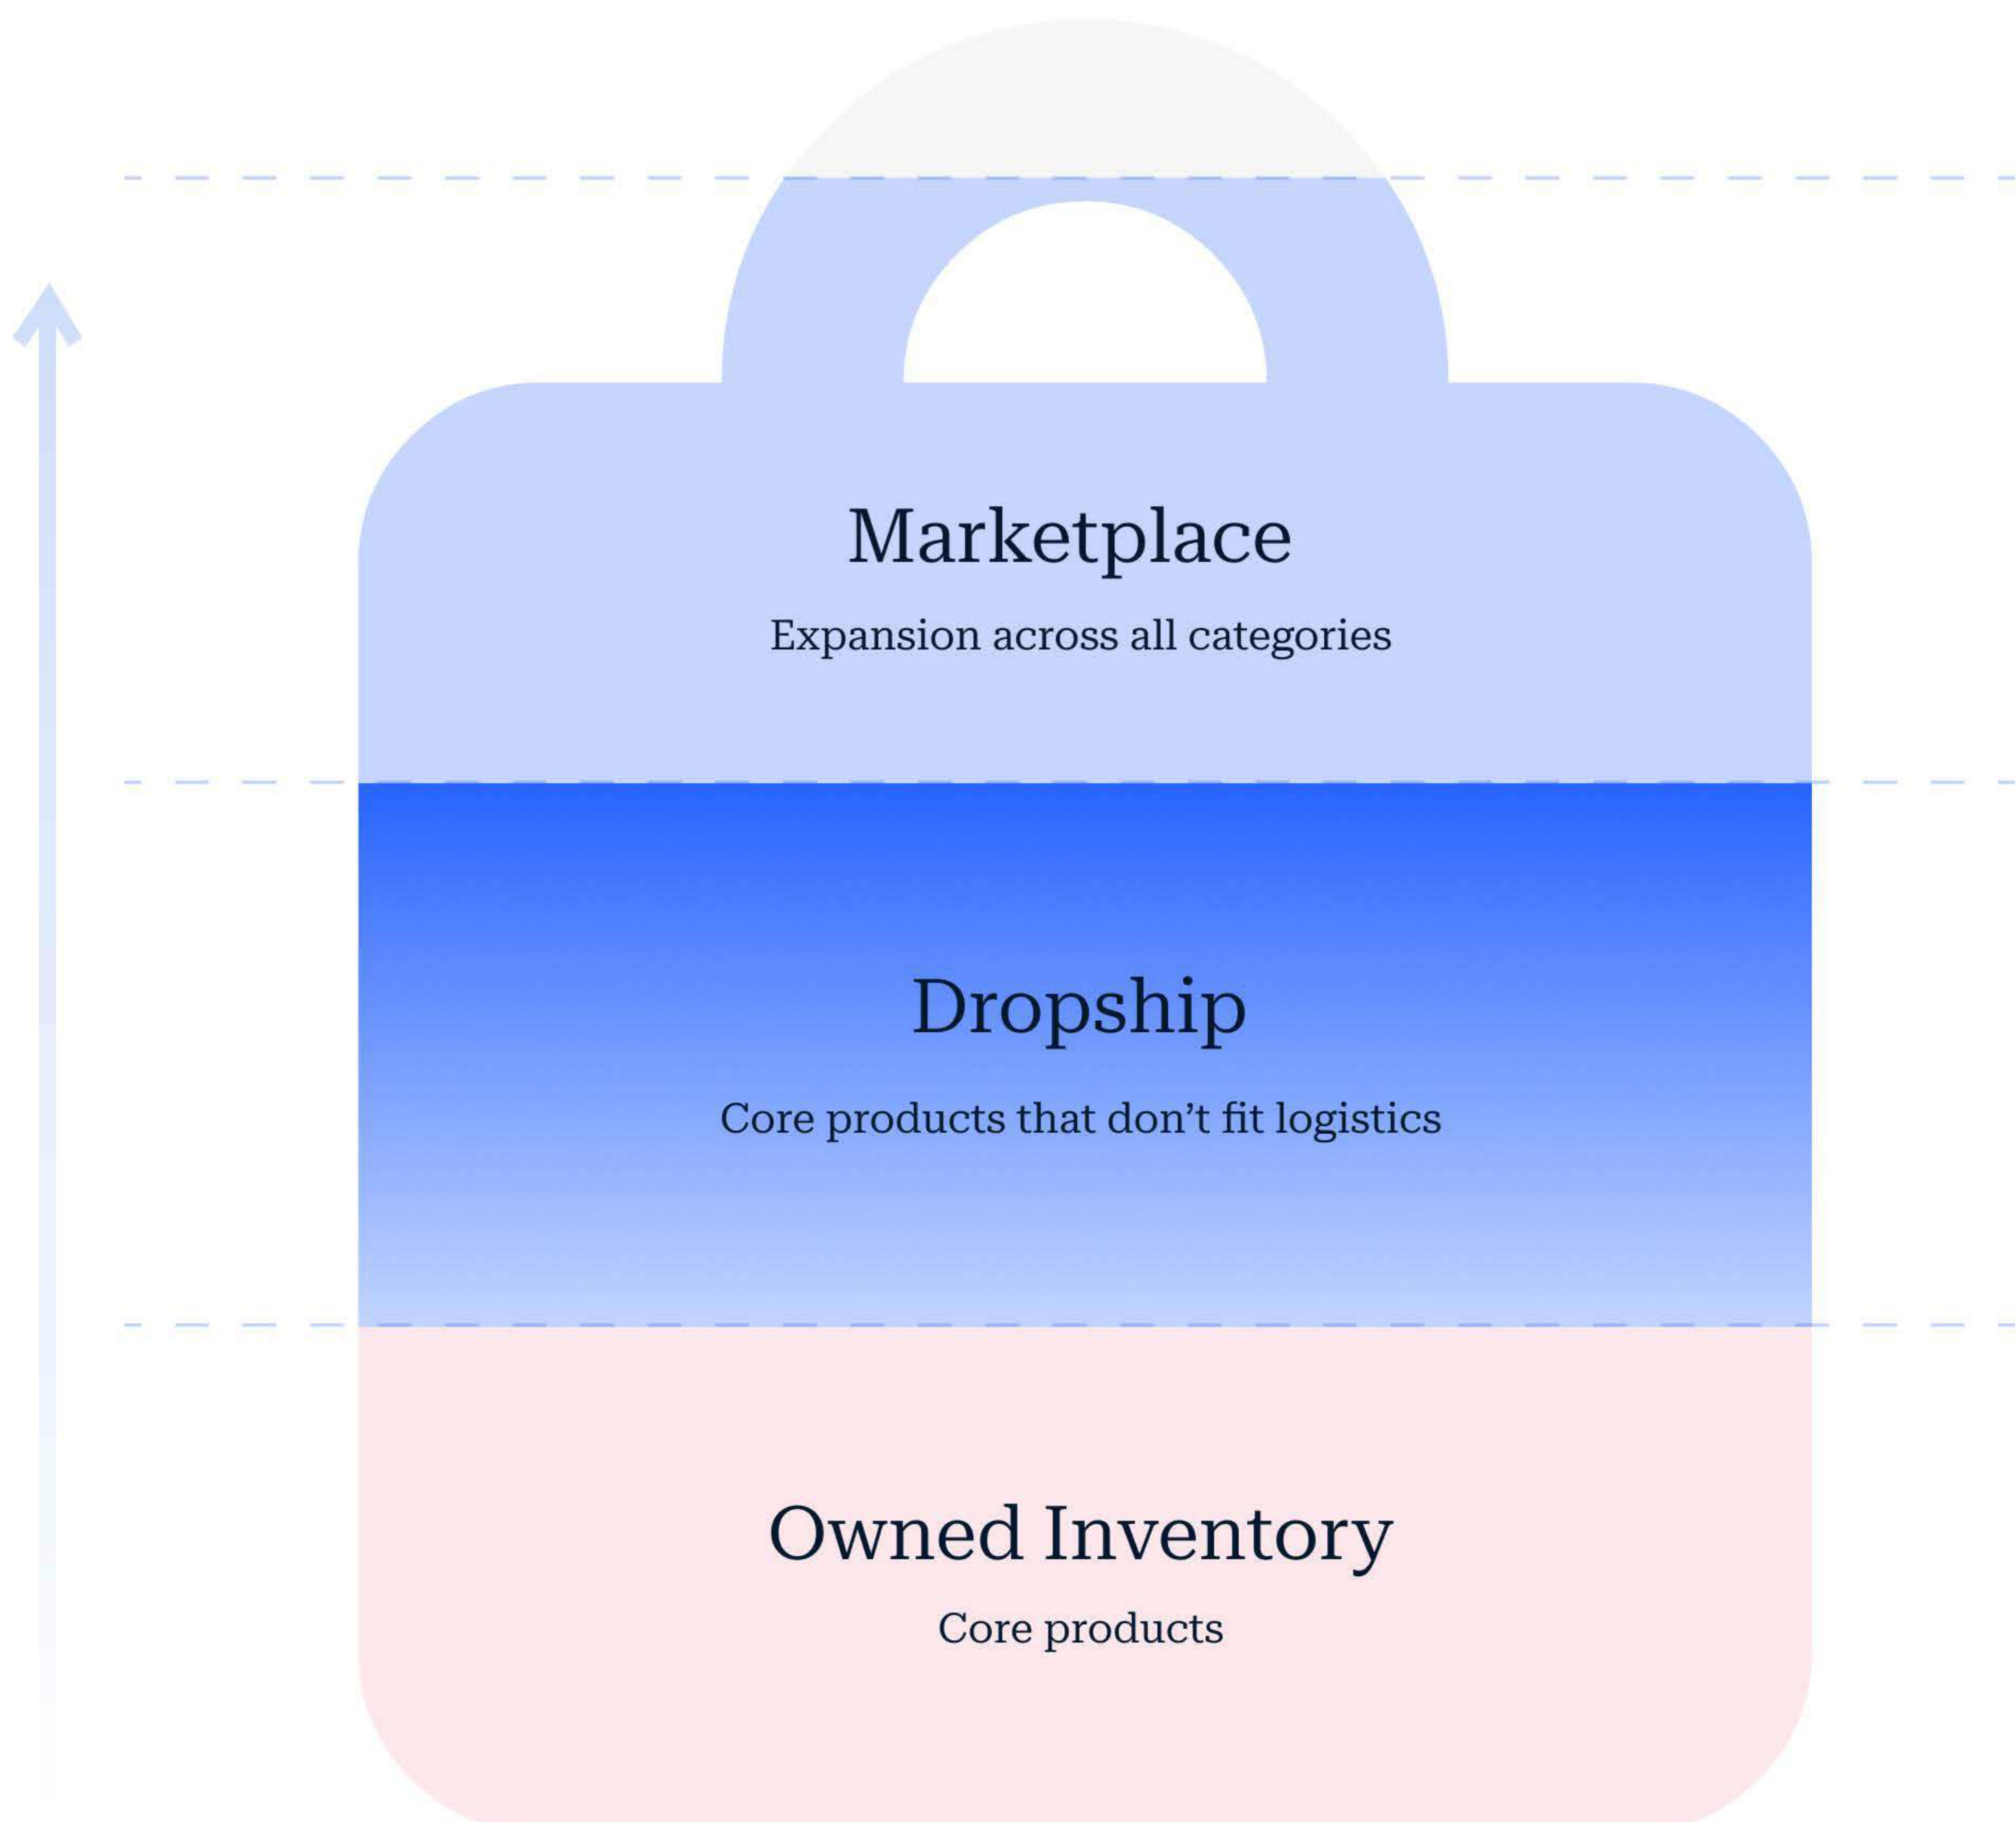 Marketplace
Expansion across all categories
Dropship
Core products that don’t fit logistics
Owned Inventory
Core products